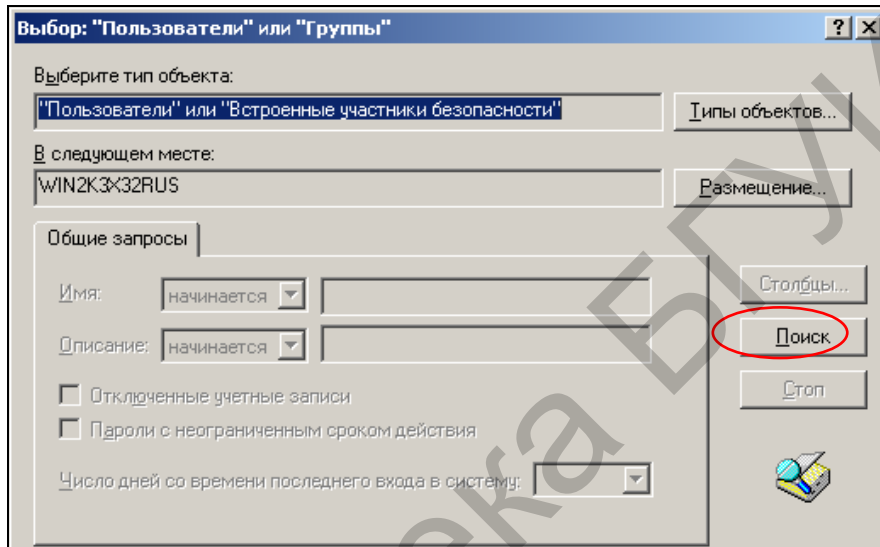 Выбор: "Пользователи" или "Группы"
Выберите тип объекта:
"Пользователи" или "Встроенные участники безопасности"
Типы объектов...
В следующем месте:
WIN2K3X32RUS
Размещение...
Общие запросы
Имя:
начинается
Столбцы...
Описание:
начинается
Поиск
Отключенные учетные записи
Стоп
Пароли с неограниченным сроком действия
Число дней со времени последнего входа в систему: